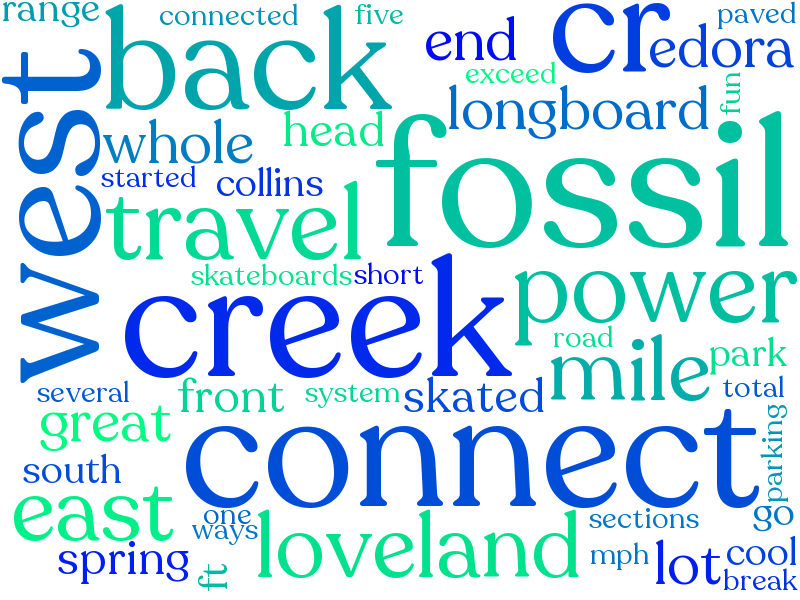 range connected five cr paved
back end edora
west exceed fun
whole head longboard fossil
started collins
travel
skateboards short power
creek road
mile park
several front system skated total
great connect parking
south
east one sections go
ways loveland
spring ft mph lot cool
break